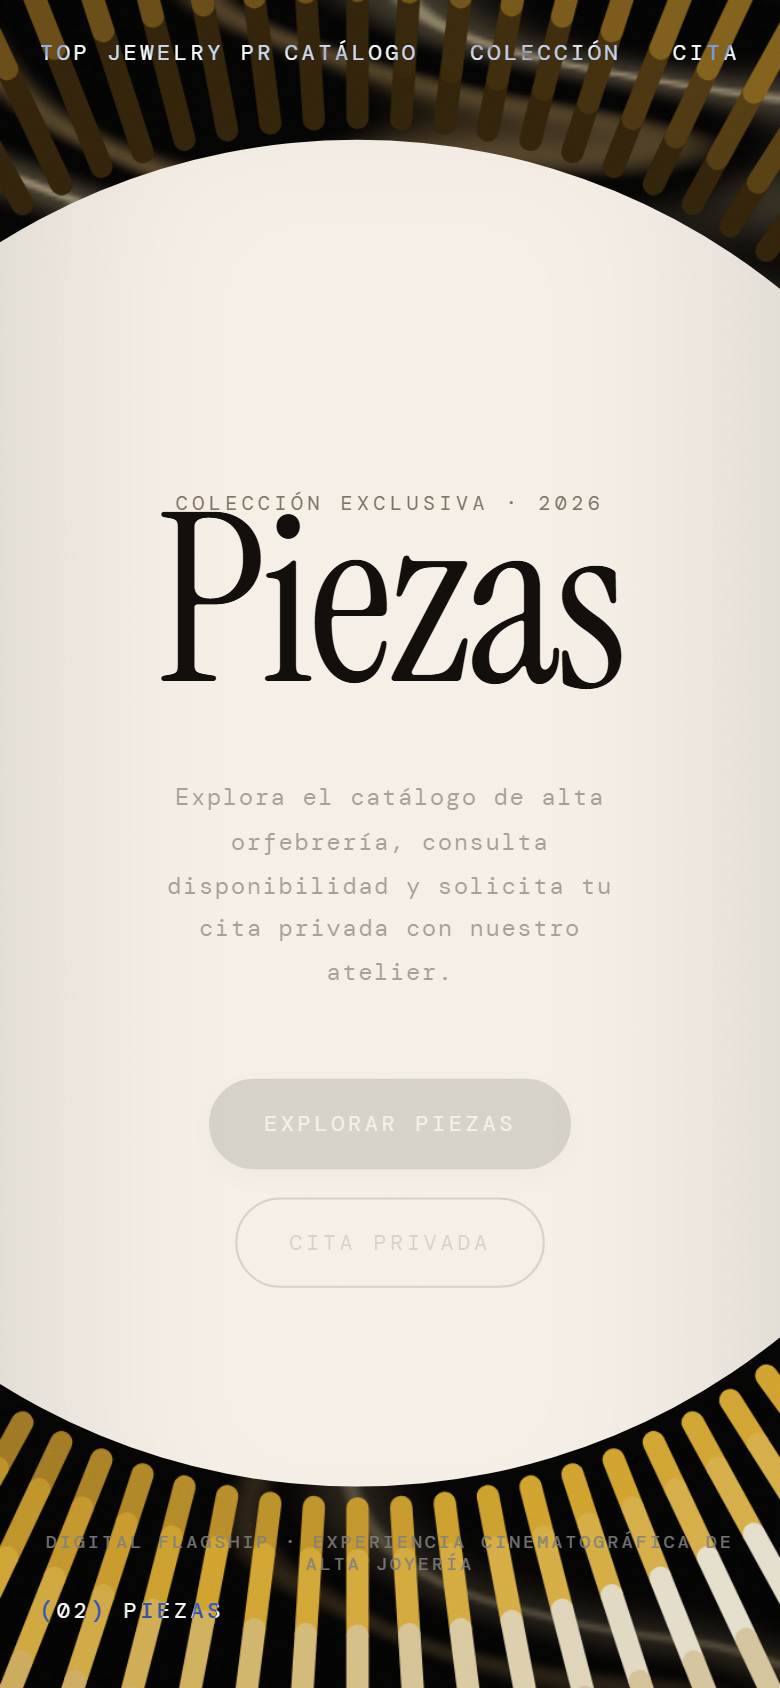 TOP JEWELRY PR CATÁLOGO COLECCIÓN CITA
COLECCIÓN EXCLUSIVA · 2026
Piezas
Explora el catálogo de alta
orfebrería, consulta
disponibilidad y solicita tu
cita privada con nuestro
atelier.
EXPLORAR PIEZAS
CITA PRIVADA
DIGITAL FLAGSHIP · EXPERIENCIA CINEMATOGRÁFICA DE
ALTA JOYERÍA
(02) PIEZAS